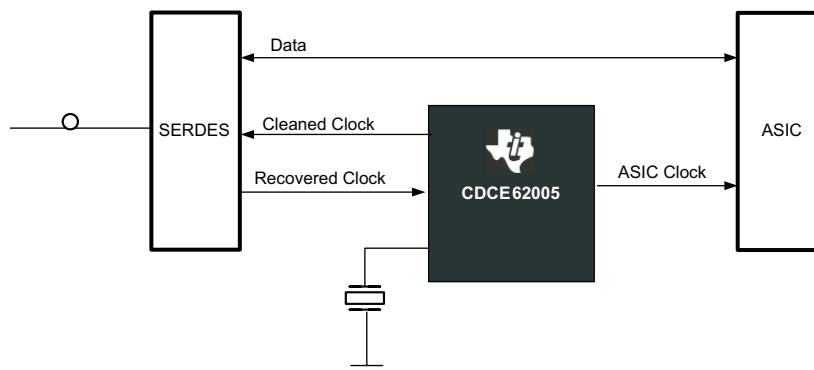 Data
SERDES
Cleaned Clock
ASIC
Recovered Clock
ASIC Clock
CDCE62005